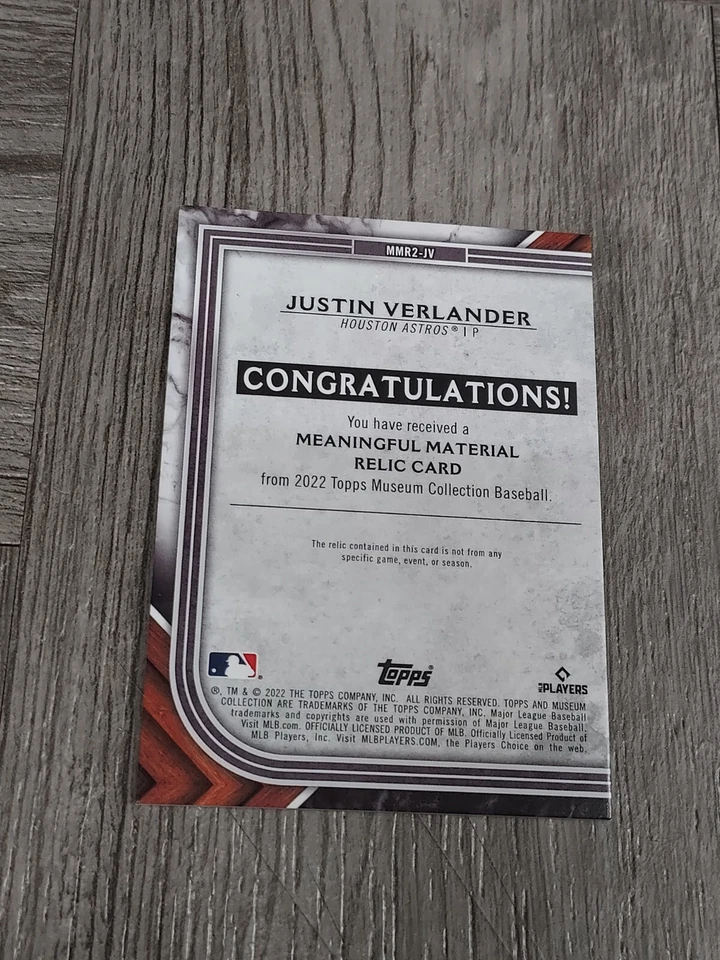 MMR2-JV
JUSTIN VERLANDER
HOUSTON ASTROS® | P
CONGRATULATIONS!
You have received a
MEANINGFUL MATERIAL
RELIC CARD
from 2022 Topps Museum Collection Baseball.
The relic contained in this card is not from any
specific game, event, or season.
topps®
PLAYERS
®, TM & © 2022 THE TOPPS COMPANY, INC. ALL RIGHTS RESERVED. TOPPS AND MUSEUM
COLLECTION ARE TRADEMARKS OF THE TOPPS COMPANY, INC. Major League Baseball
trademarks and copyrights are used with permission of Major League Baseball.
Visit MLB.com. OFFICIALLY LICENSED PRODUCT OF MLB. Officially Licensed Product of
MLB Players, Inc. Visit MLBPLAYERS.COM, the Players Choice on the web.